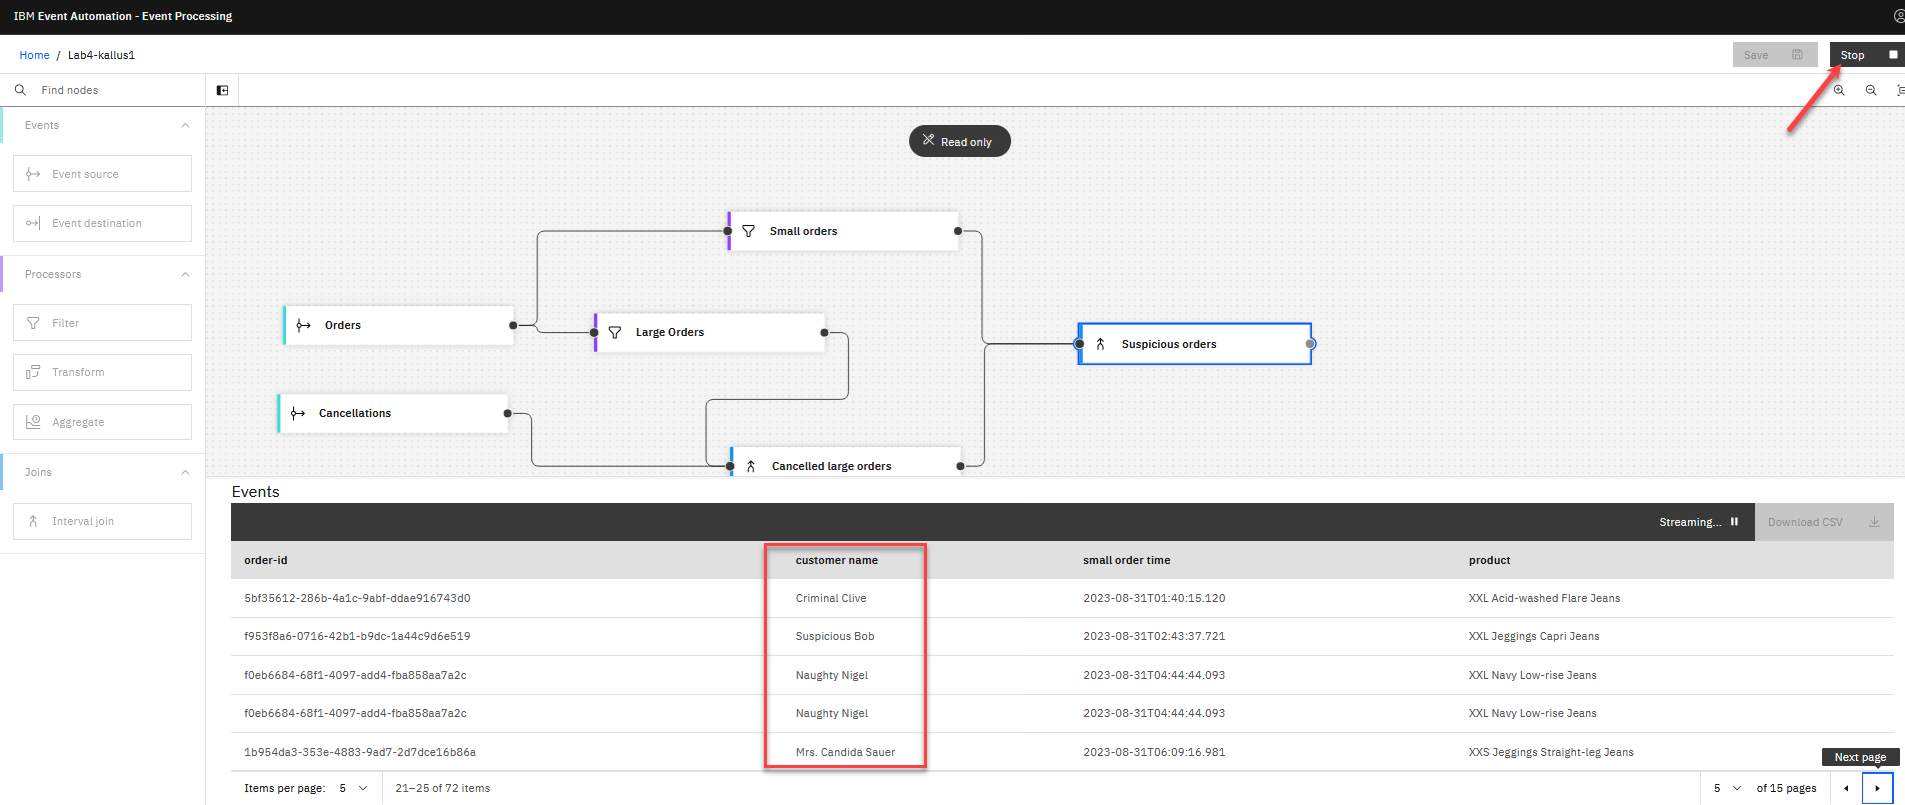 IBM Event Automation - Event Processing
Home / Lab4-kallus1
Save
Stop
Find nodes
Events
Event source
Event destination
Processors
Filter
Transform
Aggregate
Joins
Interval join
Read only
Small orders
Orders
Large Orders
Suspicious orders
Cancellations
Cancelled large orders
Events
Streaming...
Download CSV
order-id customer name small order time product
5bf35612-286b-4a1c-9abf-ddae916743d0 Criminal Clive 2023-08-31T01:40:15.120 XXL Acid-washed Flare Jeans
f953f8a6-0716-42b1-b9dc-1a44c9d6e519 Suspicious Bob 2023-08-31T02:43:37.721 XXL Jeggings Capri Jeans
f0eb6684-68f1-4097-add4-fba858aa7a2c Naughty Nigel 2023-08-31T04:44:44.093 XXL Navy Low-rise Jeans
f0eb6684-68f1-4097-add4-fba858aa7a2c Naughty Nigel 2023-08-31T04:44:44.093 XXL Navy Low-rise Jeans
1b954da3-353e-4883-9ad7-2d7dce16b86a Mrs. Candida Sauer 2023-08-31T06:09:16.981 XXS Jeggings Straight-leg Jeans
Next page
Items per page: 5 21–25 of 72 items 5 of 15 pages